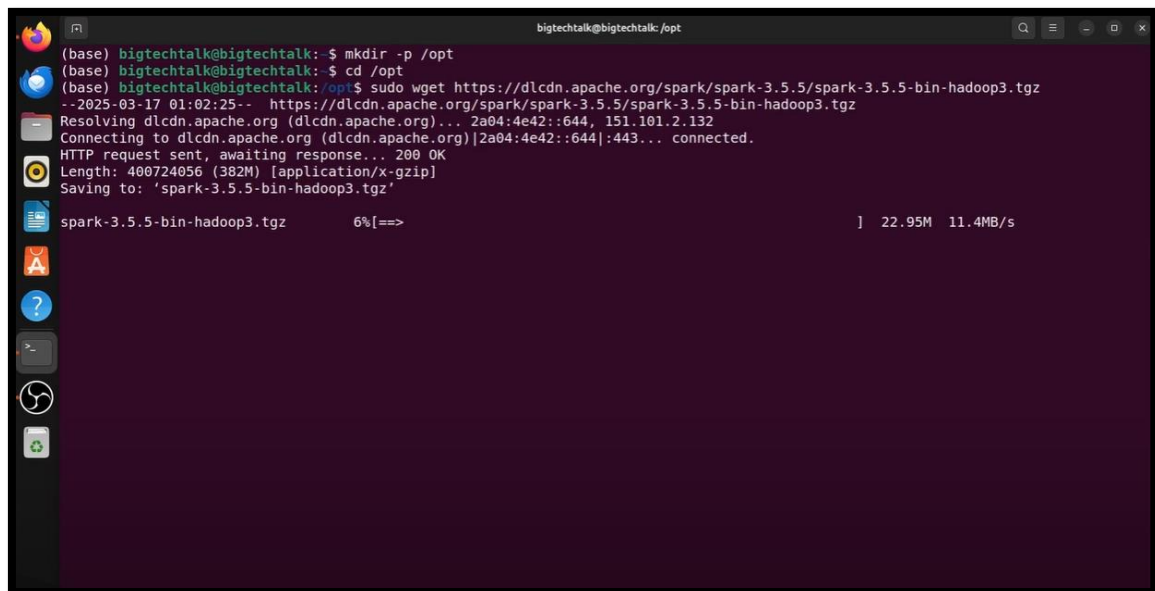 bigtechtalk@bigtechtalk: /opt
(base) bigtechtalk@bigtechtalk:~$ mkdir -p /opt
(base) bigtechtalk@bigtechtalk:~$ cd /opt
(base) bigtechtalk@bigtechtalk:/opt$ sudo wget https://dlcdn.apache.org/spark/spark-3.5.5/spark-3.5.5-bin-hadoop3.tgz
--2025-03-17 01:02:25--  https://dlcdn.apache.org/spark/spark-3.5.5/spark-3.5.5-bin-hadoop3.tgz
Resolving dlcdn.apache.org (dlcdn.apache.org)... 2a04:4e42::644, 151.101.2.132
Connecting to dlcdn.apache.org (dlcdn.apache.org)|2a04:4e42::644|:443... connected.
HTTP request sent, awaiting response... 200 OK
Length: 400724056 (382M) [application/x-gzip]
Saving to: ‘spark-3.5.5-bin-hadoop3.tgz’
spark-3.5.5-bin-hadoop3.tgz 6%[==> ] 22.95M 11.4MB/s